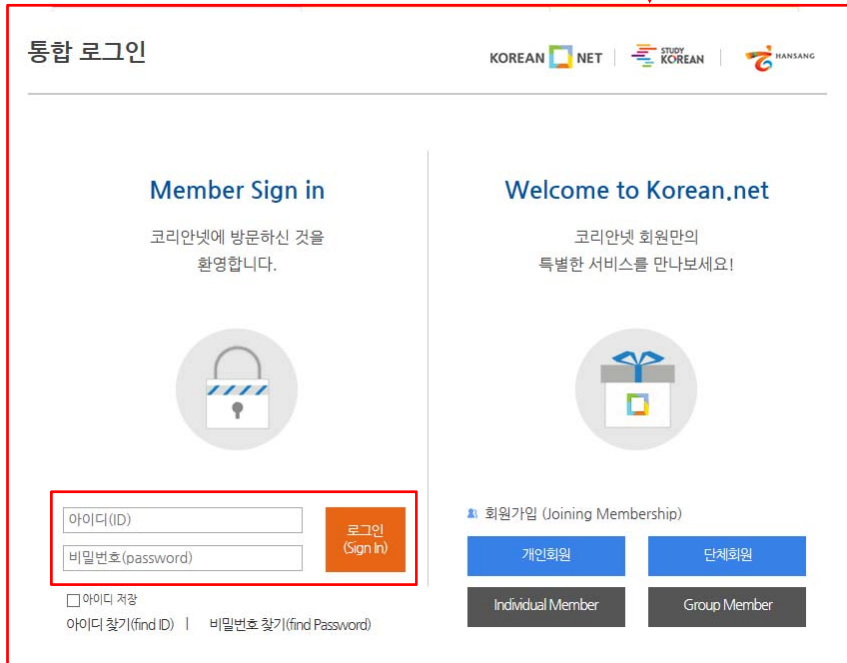 통합 로그인
KOREAN NET
STUDY KOREAN
HANSANG
Member Sign in
코리안넷에 방문하신 것을
환영합니다.
아이디(ID)
비밀번호(password)
로그인
(Sign In)
아이디 저장
아이디 찾기(find ID) | 비밀번호 찾기(find Password)
Welcome to Korean.net
코리안넷 회원만의
특별한 서비스를 만나보세요!
회원가입 (Joining Membership)
개인회원 단체회원
Individual Member Group Member